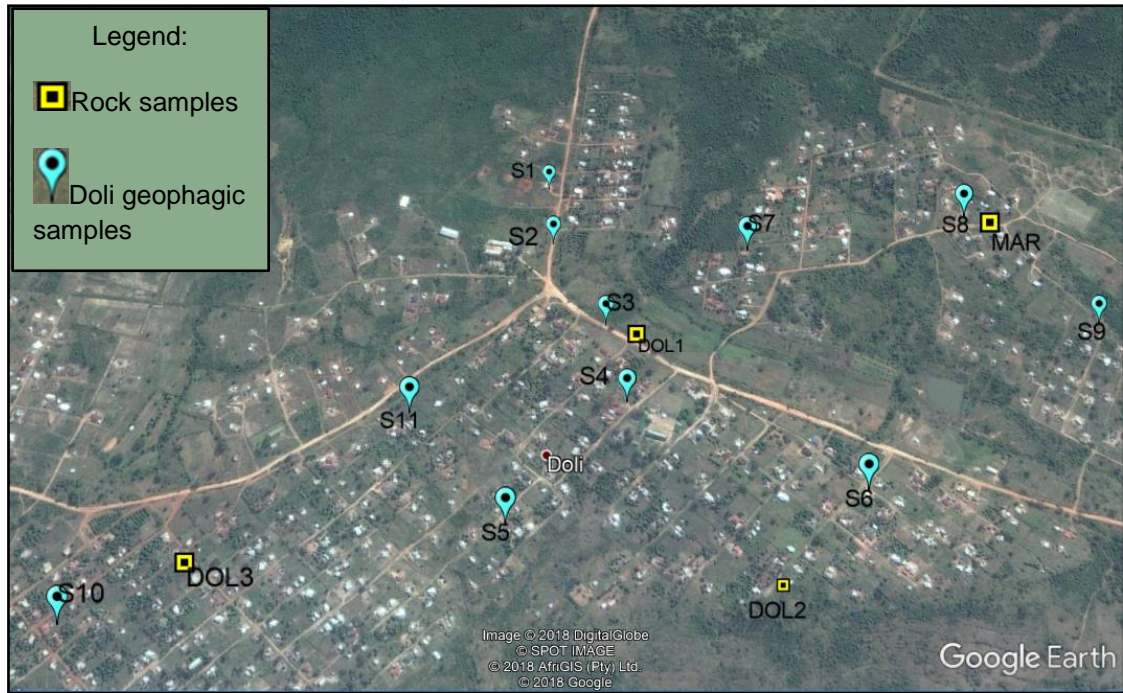 Legend:
Rock samples
Doli geophagic
samples
S1
S2
S7
S8
MAR
S3
DOL1
S9
S4
S11
Doli
S6
S5
DOL3
S10
DOL2
Image © 2018 DigitalGlobe
© SPOT IMAGE
© 2018 AfriGIS (Pty) Ltd.
© 2018 Google
Google Earth